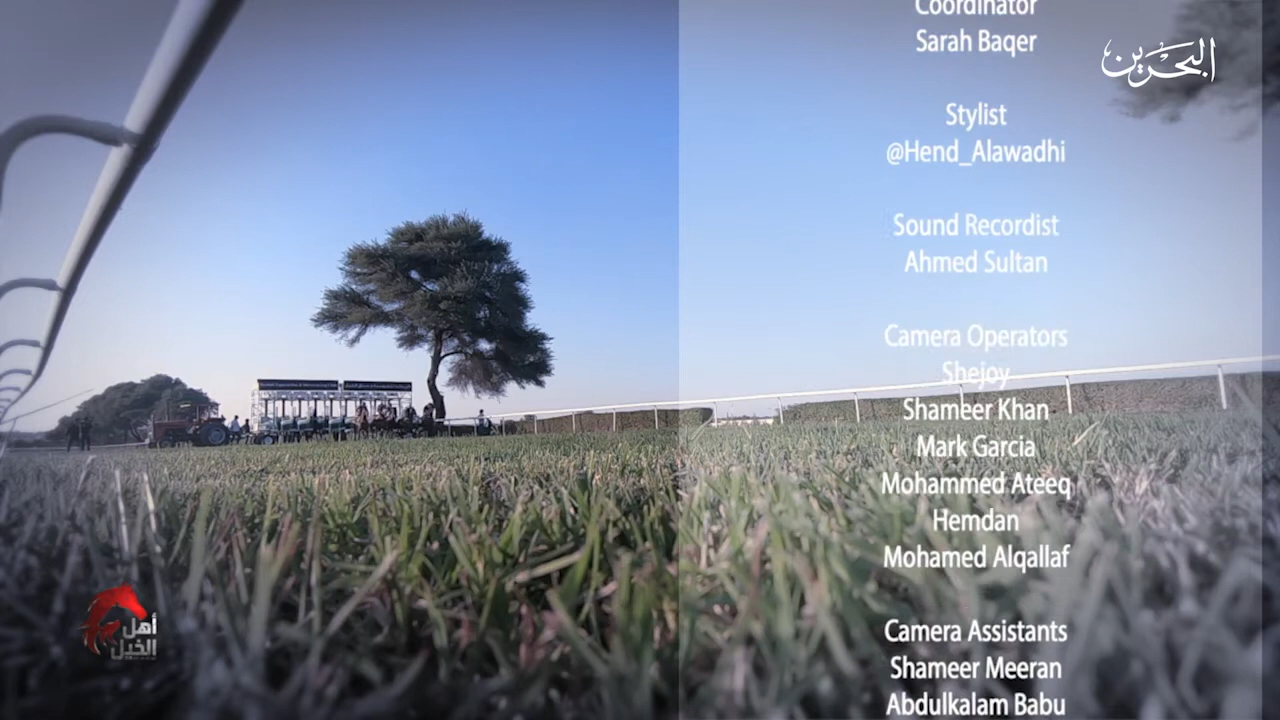 Coordinator
Sarah Baqer
البحرين
Stylist
@Hend_Alawadhi
Sound Recordist
Ahmed Sultan
Camera Operators
Shejoy
Shameer Khan
Mark Garcia
Mohammed Ateeq
Hemdan
Mohamed Alqallaf
Camera Assistants
Shameer Meeran
Abdulkalam Babu
أهل
الخيل